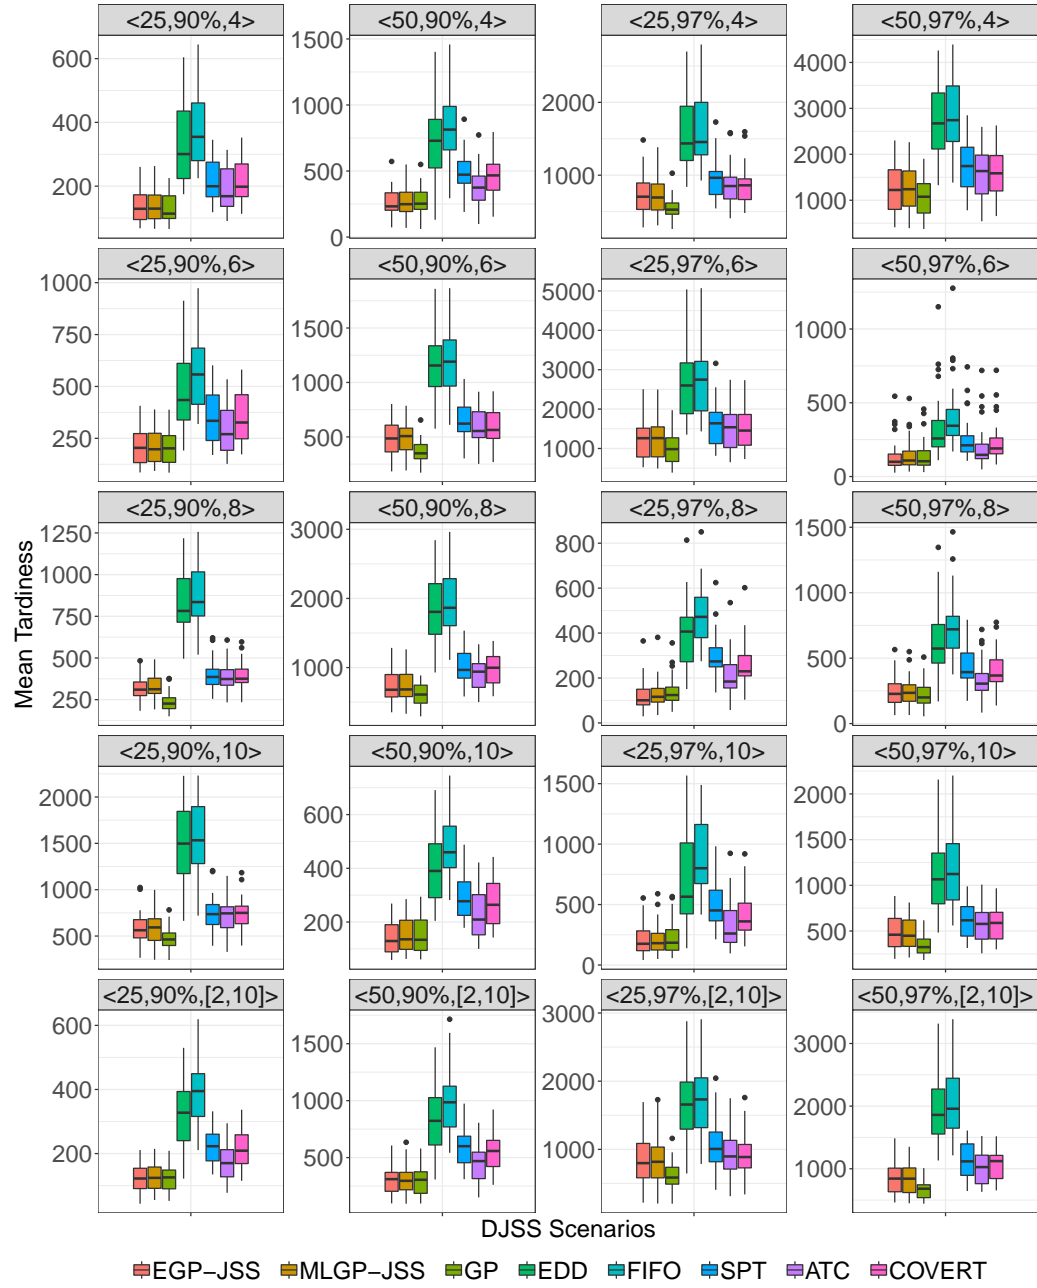 <25,90%,4> <50,90%,4> <25,97%,4> <50,97%,4>
600 400 200
1500 1000 500 0
2000 1000
4000 3000 2000 1000
<25,90%,6> <50,90%,6> <25,97%,6> <50,97%,6>
1000 750 500 250
1500 1000 500
5000 4000 3000 2000 1000
1000 500 0
<25,90%,8> <50,90%,8> <25,97%,8> <50,97%,8>
1250 1000 750 500 250
3000 2000 1000
800 600 400 200 0
1500 1000 500 0
Mean Tardiness
<25,90%,10> <50,90%,10> <25,97%,10> <50,97%,10>
2000 1500 1000 500
600 400 200
1500 1000 500 0
2000 1500 1000 500
<25,90%,[2,10]> <50,90%,[2,10]> <25,97%,[2,10]> <50,97%,[2,10]>
600 400 200
1500 1000 500
3000 2000 1000
3000 2000 1000
DJSS Scenarios
EGP−JSS MLGP−JSS GP EDD FIFO SPT ATC COVERT